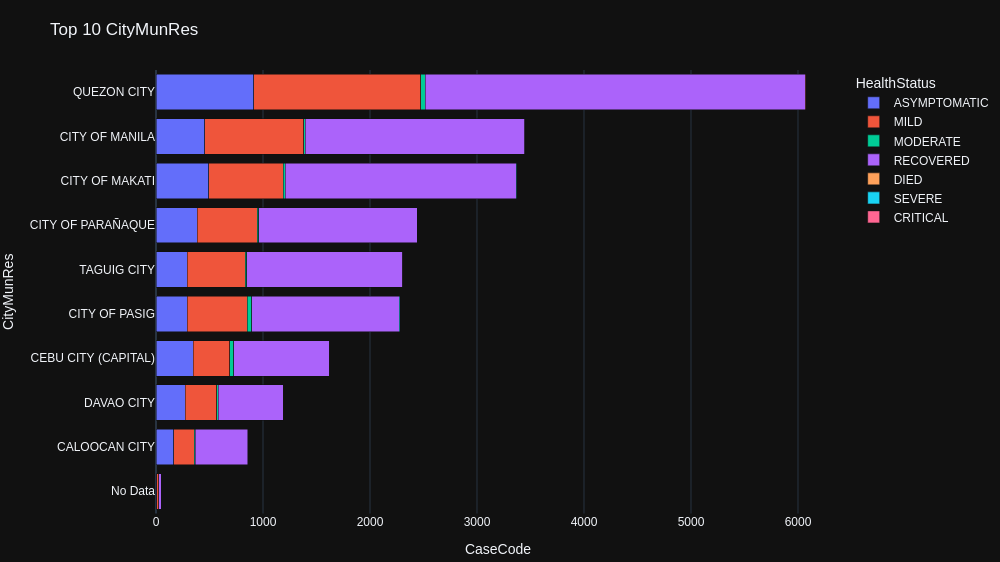 Top 10 CityMunRes
HealthStatus
ASYMPTOMATIC
MILD
MODERATE
RECOVERED
DIED
SEVERE
CRITICAL
CityMunRes
QUEZON CITY
CITY OF MANILA
CITY OF MAKATI
CITY OF PARAÑAQUE
TAGUIG CITY
CITY OF PASIG
CEBU CITY (CAPITAL)
DAVAO CITY
CALOOCAN CITY
No Data
0 1000 2000 3000 4000 5000 6000
CaseCode